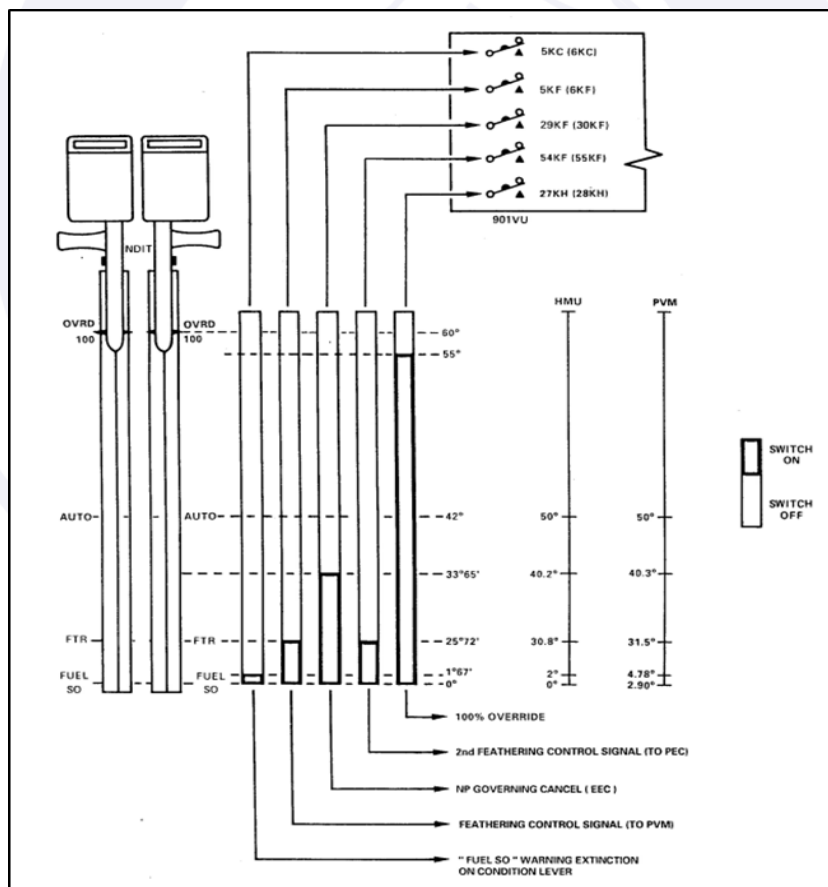 5KC (6KC)
5KF (6KF)
29KF (30KF)
54KF (55KF)
27KH (28KH)
901VU
NDIT
HMU
PVM
OVRD
100
OVRD
100
60°
55°
SWITCH
ON
SWITCH
OFF
AUTO
AUTO
42°
50°
50°
33°65'
40.2°
40.3°
FTR
FTR
25°72'
30.8°
31.5°
FUEL
SO
FUEL
SO
1°67'
0°
2°
0°
4.78°
2.90°
100% OVERRIDE
2nd FEATHERING CONTROL SIGNAL (TO PEC)
NP GOVERNING CANCEL ( EEC )
FEATHERING CONTROL SIGNAL (TO PVM)
" FUEL SO " WARNING EXTINCTION
ON CONDITION LEVER